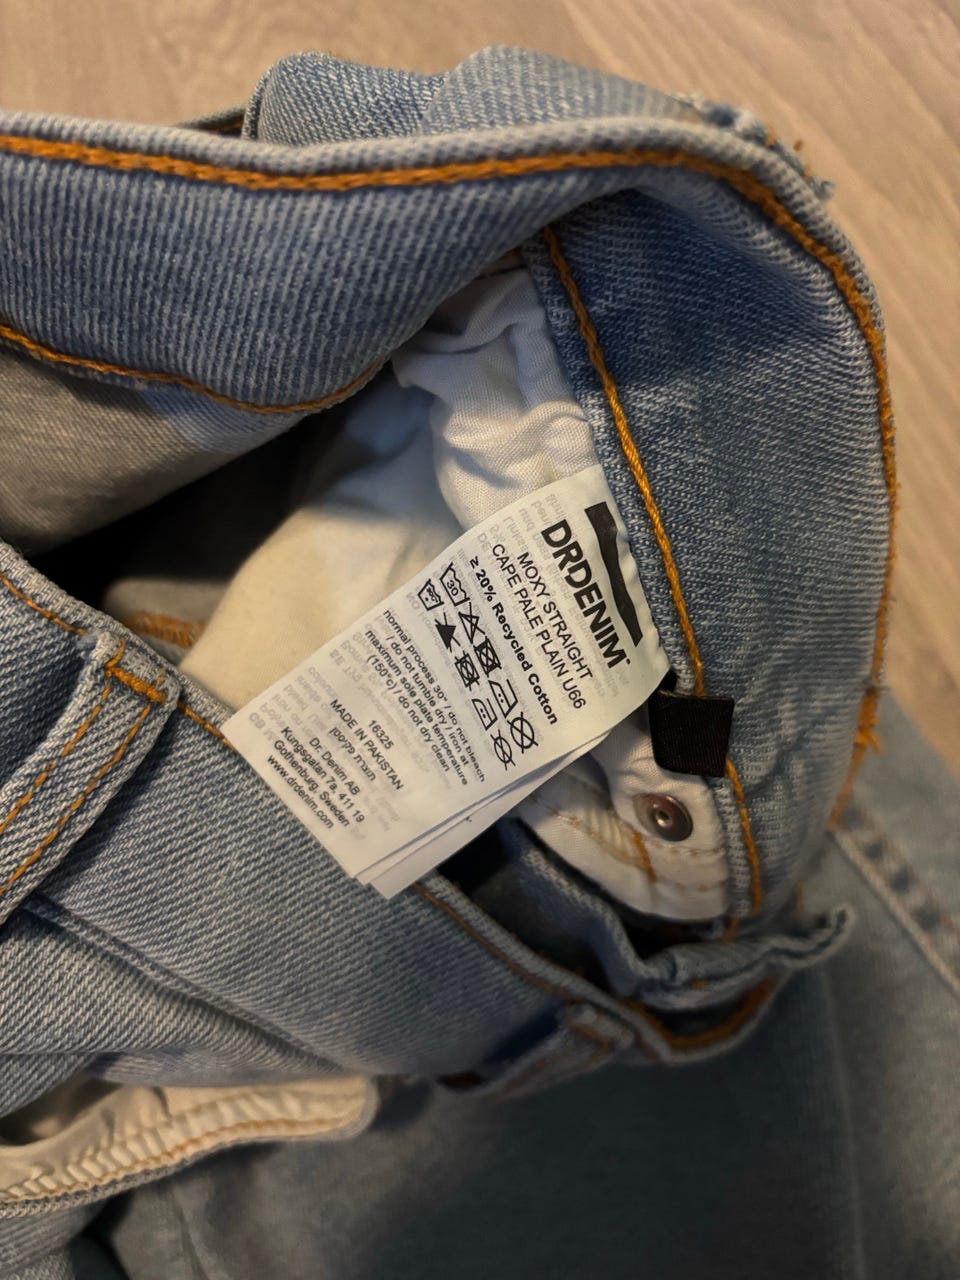 DRDENIM
MOXY STRAIGHT
CAPE PALE PLAIN U66
≥ 20% Recycled Cotton
30
normal process 30° / do not bleach
/ do not tumble dry / iron at
maximum sole plate temperature
(150°c) / do not dry clean
16325
MADE IN PAKISTAN
Dr. Denim AB
Kungsgatan 7a, 411 19
Gothenburg, Sweden
www.drdenim.com